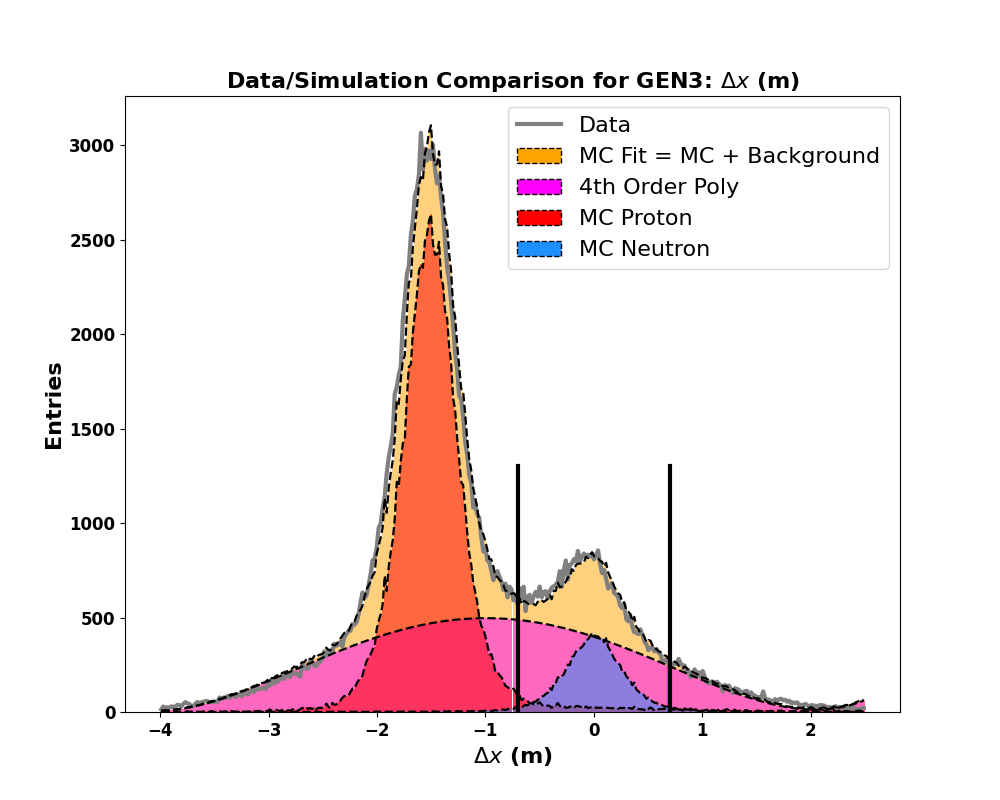 Data/Simulation Comparison for GEN3: Δx (m)
Data
MC Fit = MC + Background
4th Order Poly
MC Proton
MC Neutron
3000
2500
2000
1500
1000
500
0
Entries
−4 −3 −2 −1 0 1 2
Δx (m)